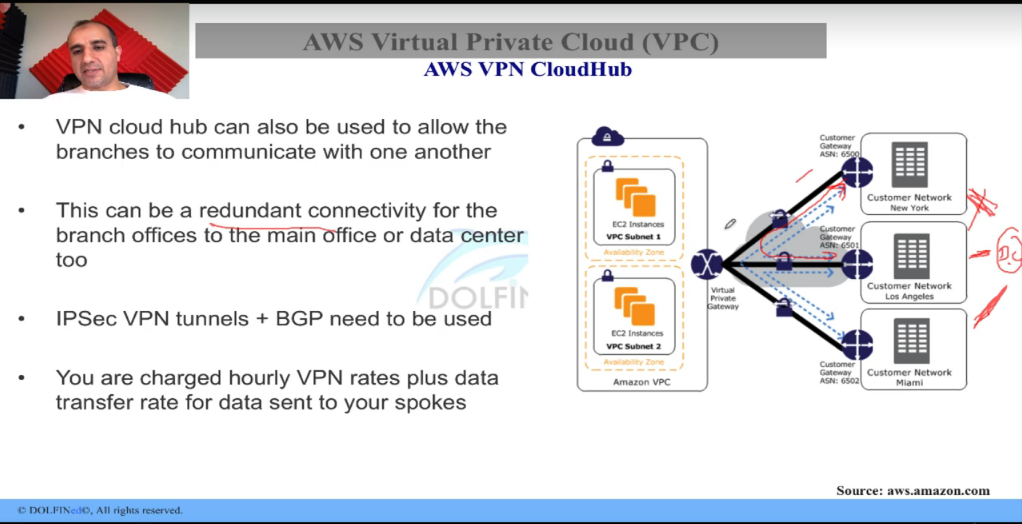 AWS Virtual Private Cloud (VPC)
AWS VPN CloudHub
• VPN cloud hub can also be used to allow the
branches to communicate with one another
• This can be a redundant connectivity for the
branch offices to the main office or data center
too
• IPSec VPN tunnels + BGP need to be used
• You are charged hourly VPN rates plus data
transfer rate for data sent to your spokes
DOLFIN
EC2 Instances
VPC Subnet 1
Availability Zone
EC2 Instances
VPC Subnet 2
Availability Zone
Amazon VPC
Virtual
Private
Gateway
Customer
Gateway
ASN: 6500
Customer Network
New York
Customer
Gateway
ASN: 6501
Customer Network
Los Angeles
Customer
Gateway
ASN: 6502
Customer Network
Miami
D.C
Source: aws.amazon.com
© DOLFINed©, All rights reserved.